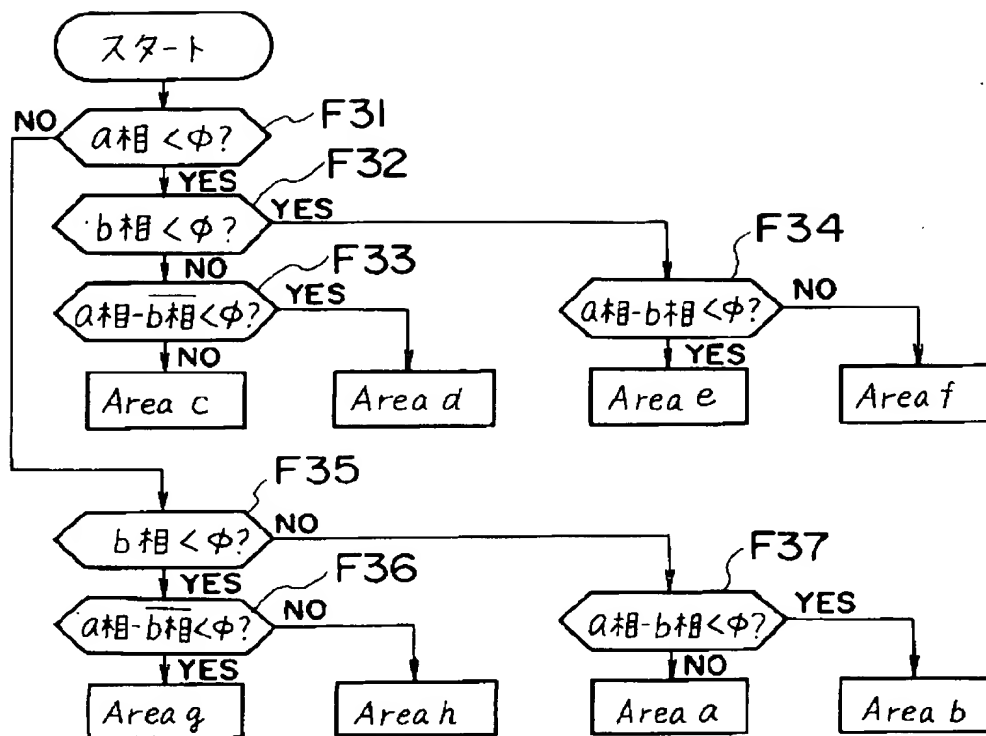 スタート
NO
a相<φ?
F31
YES
F32
b相<φ?
YES
NO
F33
F34
a相-b̅相̅<φ?
YES
a相-b相<φ?
NO
NO
YES
Area c
Area d
Area e
Area f
F35
b相<φ?
NO
YES
F36
F37
a相-b̅相̅<φ?
NO
a相-b相<φ?
YES
YES
NO
Area g
Area h
Area a
Area b